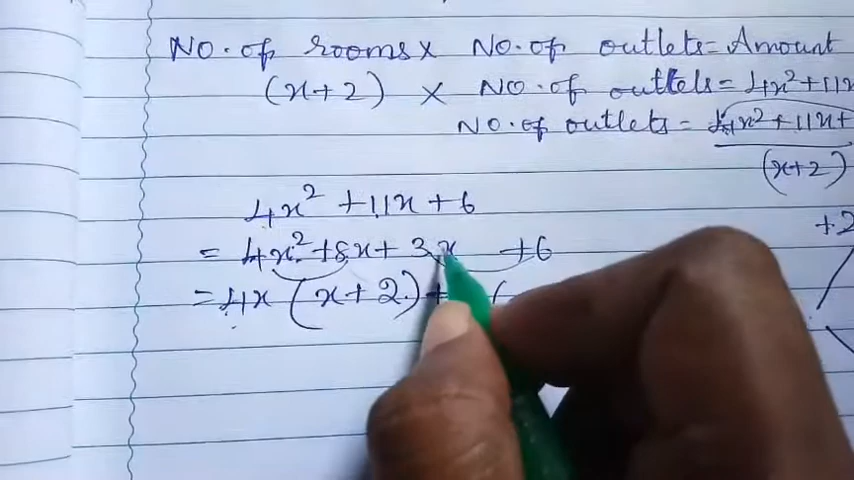 No. of rooms x No. of outlets = Amount
(x+2) x No. of outlets = 4x² + 11x
No. of outlets = 4x² + 11x +
(x+2)
4x² + 11x + 6
+2
= 4x² + 8x + 3x + 6
= 4x (x+2) + (